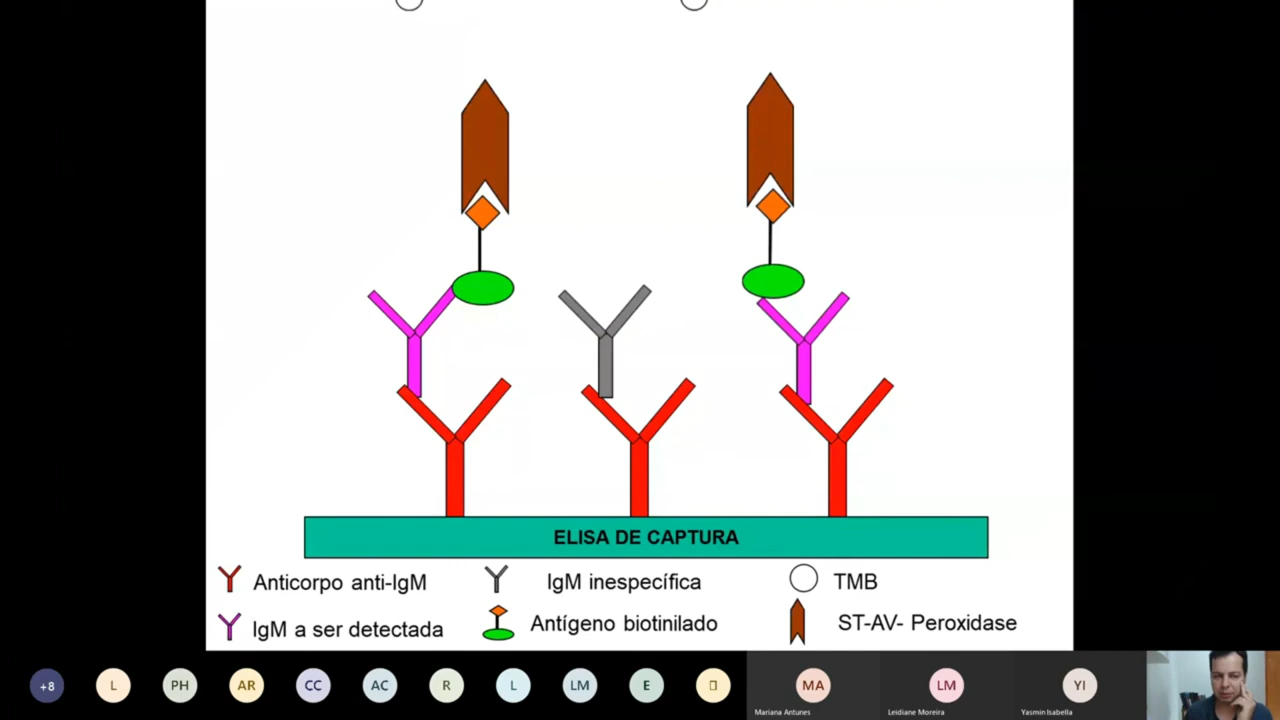 ELISA DE CAPTURA
Anticorpo anti-IgM
IgM inespecífica
TMB
IgM a ser detectada
Antígeno biotinilado
ST-AV- Peroxidase
+8
L
PH
AR
CC
AC
R
L
LM
E
MA
LM
YI
Mariana Antunes
Leidiane Moreira
Yasmin Isabella